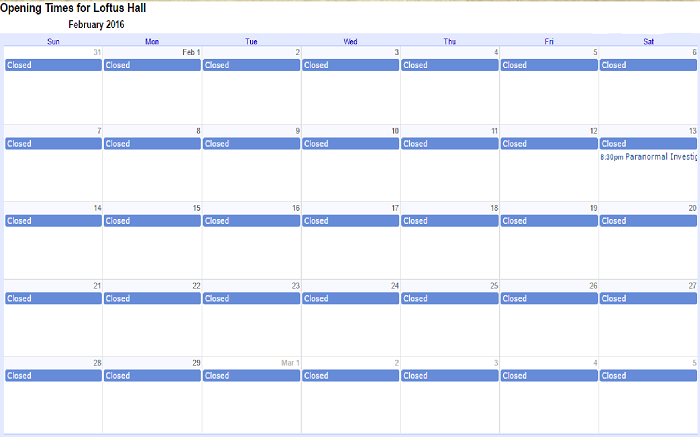 Opening Times for Loftus Hall
February 2016
Sun Mon Tue Wed Thu Fri Sat
31 Feb 1 2 3 4 5 6
Closed Closed Closed Closed Closed Closed Closed
7 8 9 10 11 12 13
Closed Closed Closed Closed Closed Closed Closed
8:30pm Paranormal Investig
14 15 16 17 18 19 20
Closed Closed Closed Closed Closed Closed Closed
21 22 23 24 25 26 27
Closed Closed Closed Closed Closed Closed Closed
28 29 Mar 1 2 3 4 5
Closed Closed Closed Closed Closed Closed Closed